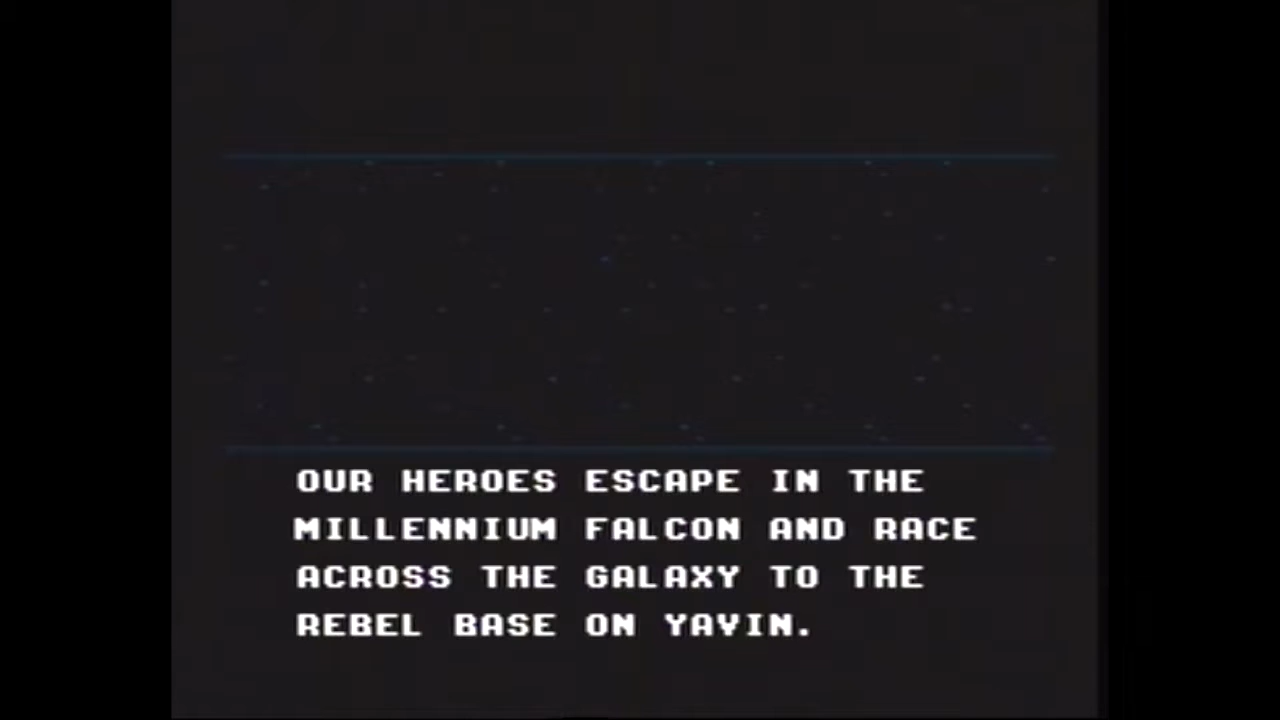 OUR HEROES ESCAPE IN THE
MILLENNIUM FALCON AND RACE
ACROSS THE GALAXY TO THE
REBEL BASE ON YAVIN.